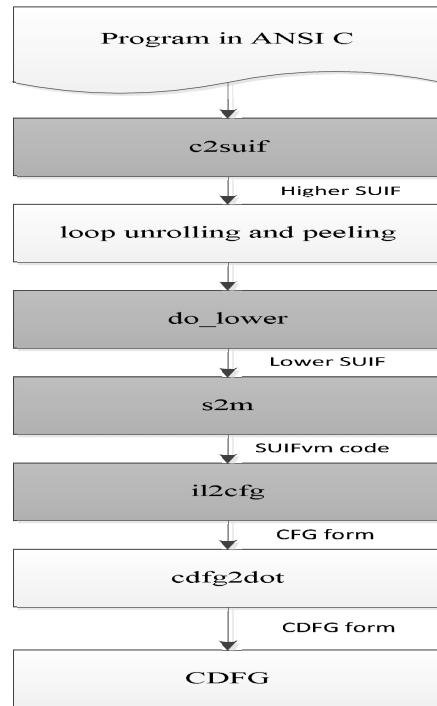 Program in ANSI C
c2suif
Higher SUIF
loop unrolling and peeling
do_lower
Lower SUIF
s2m
SUIFvm code
il2cfg
CFG form
cdfg2dot
CDFG form
CDFG